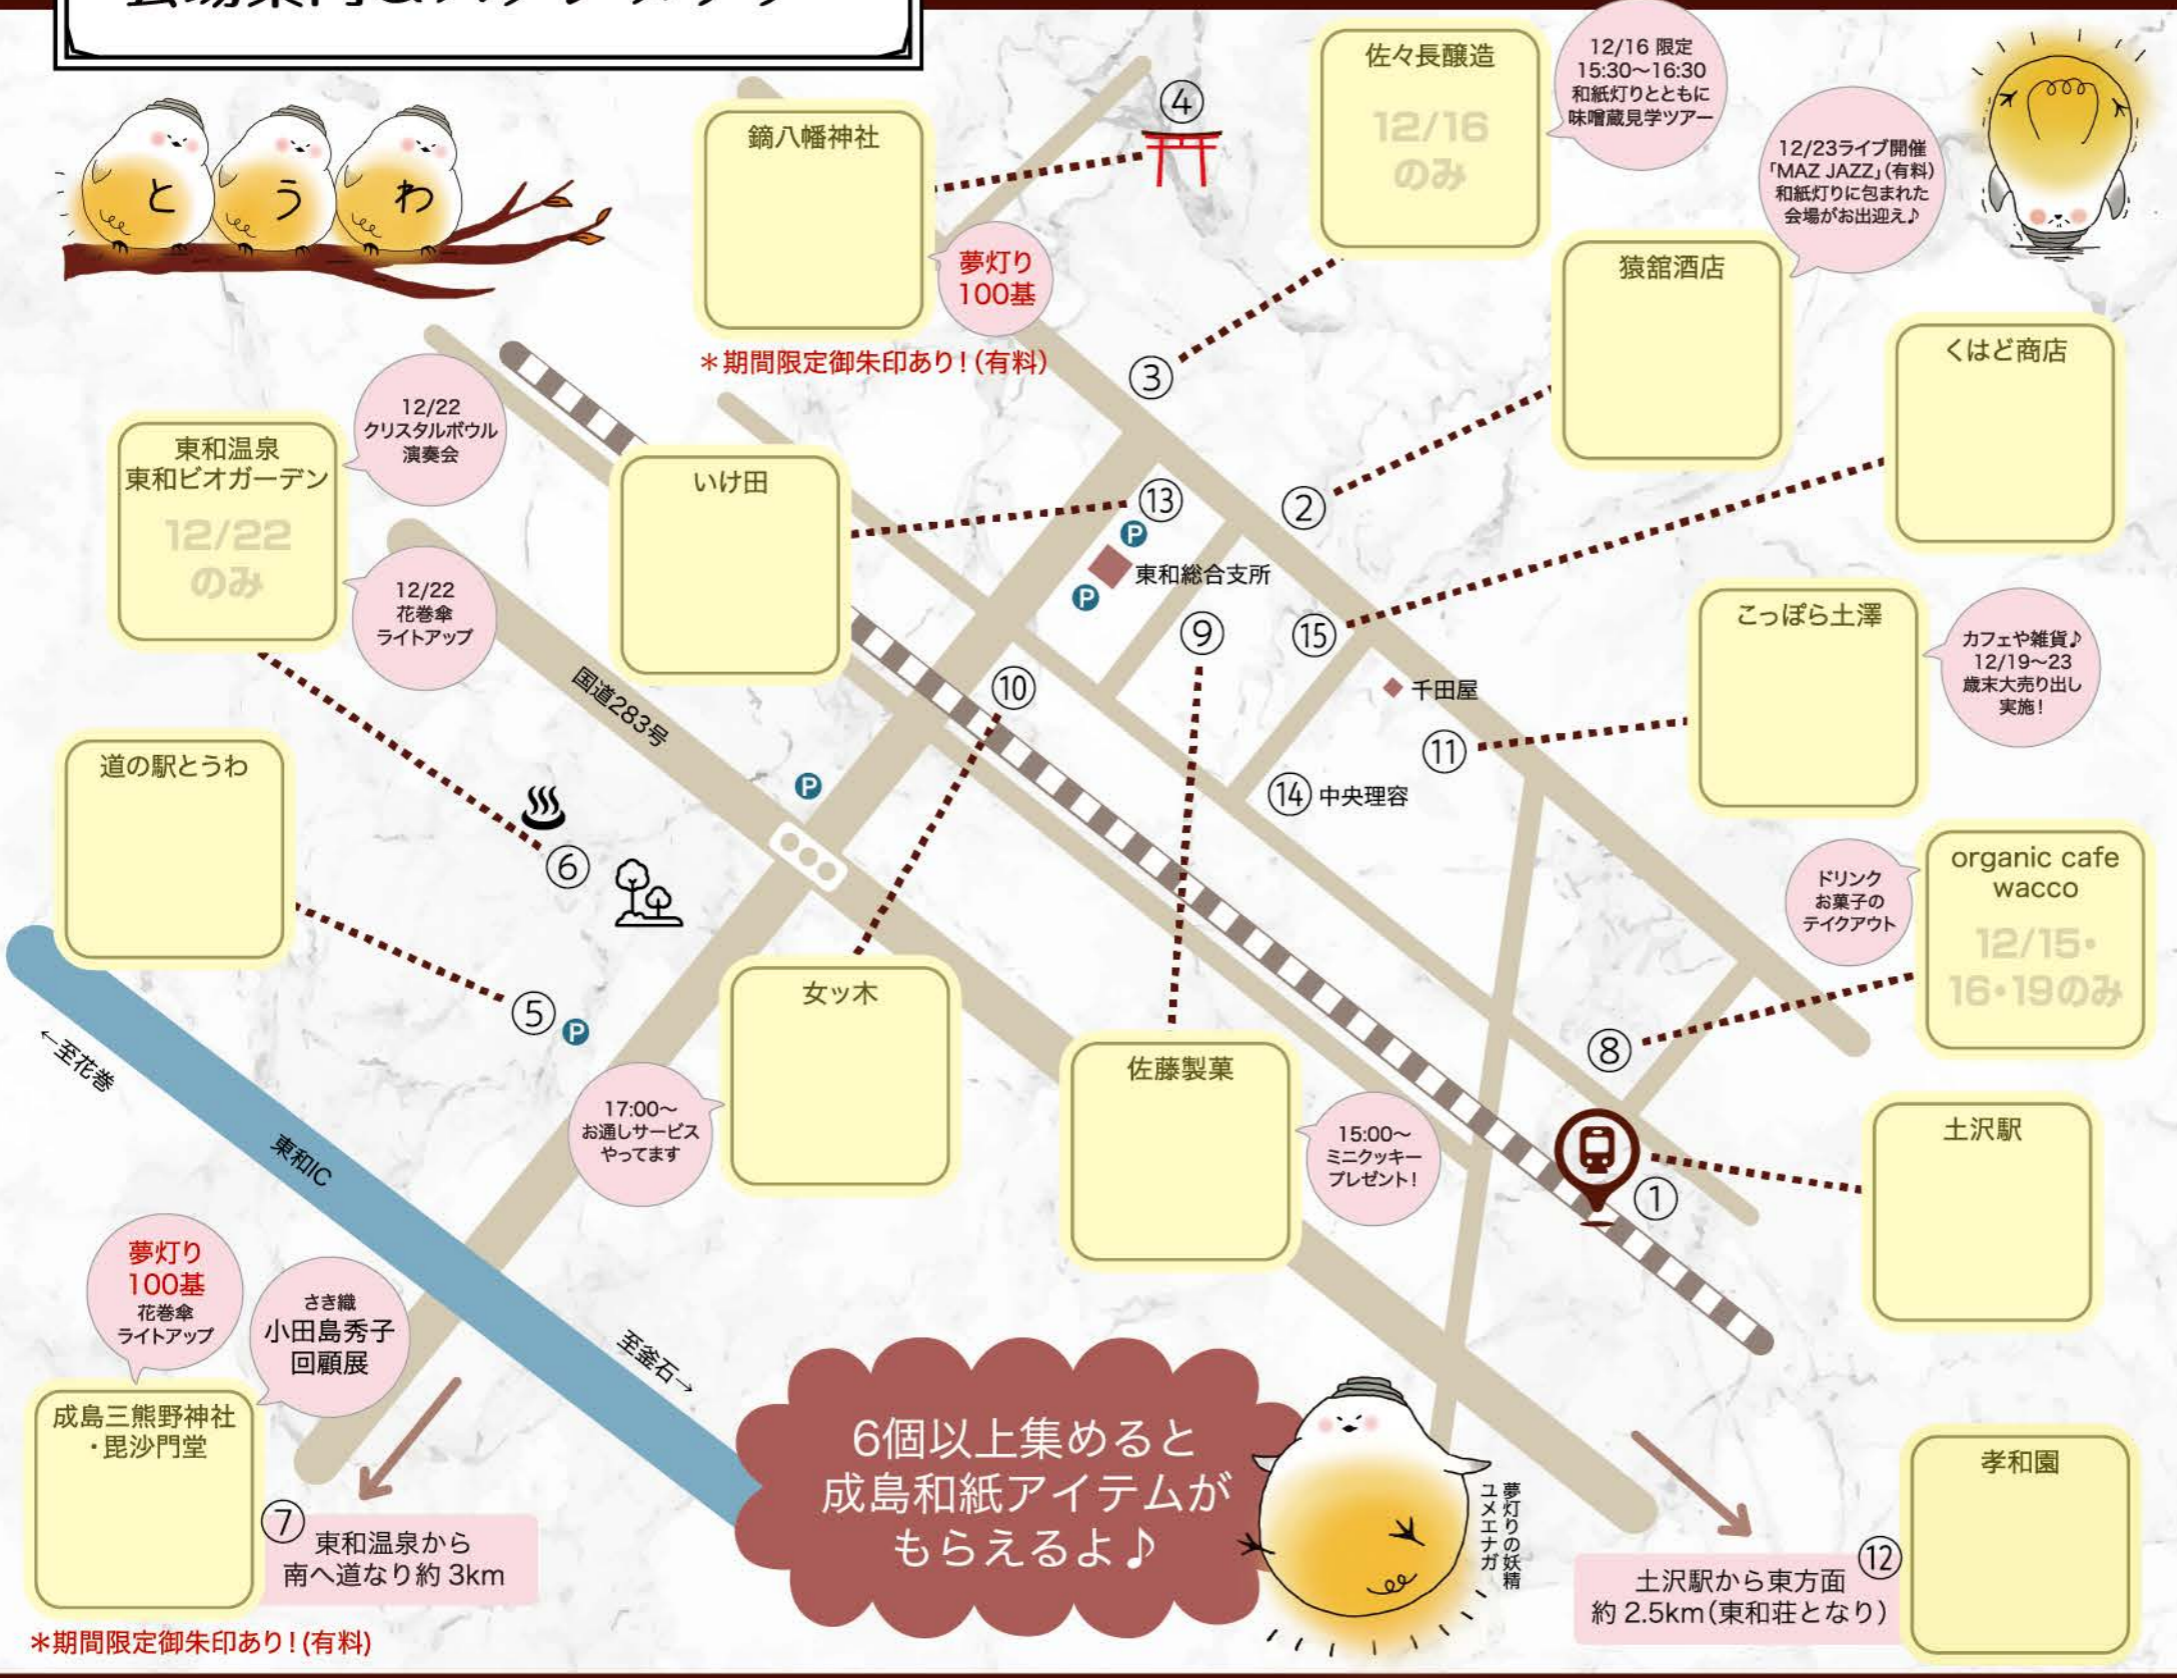 と
う
わ
鏑八幡神社
夢灯り
100基
＊期間限定御朱印あり！(有料)
④
佐々長醸造
12/16
のみ
12/16 限定
15:30～16:30
和紙灯りとともに
味噌蔵見学ツアー
12/23ライブ開催
「MAZ JAZZ」(有料)
和紙灯りに包まれた
会場がお出迎え♪
猿舘酒店
くはど商店
③
②
⑮
東和温泉
東和ビオガーデン
12/22
のみ
12/22
クリスタルボウル
演奏会
12/22
花巻傘
ライトアップ
いけ田
⑬
P
東和総合支所
P
⑨
⑩
千田屋
⑪
⑭ 中央理容
こっぽら土澤
カフェや雑貨♪
12/19～23
歳末大売り出し
実施！
国道283号
P
道の駅とうわ
⑥
⑤
P
organic cafe
wacco
12/15・
16・19のみ
ドリンク
お菓子の
テイクアウト
⑧
女ッ木
17:00～
お通しサービス
やってます
佐藤製菓
15:00～
ミニクッキー
プレゼント！
土沢駅
①
←至花巻
東和IC
至釜石→
夢灯り
100基
花巻傘
ライトアップ
さき織
小田島秀子
回顧展
成島三熊野神社
・毘沙門堂
⑦
東和温泉から
南へ道なり約 3km
＊期間限定御朱印あり！(有料)
6個以上集めると
成島和紙アイテムが
もらえるよ♪
夢灯りの妖精
ユメエナガ
孝和園
⑫
土沢駅から東方面
約 2.5km（東和荘となり）